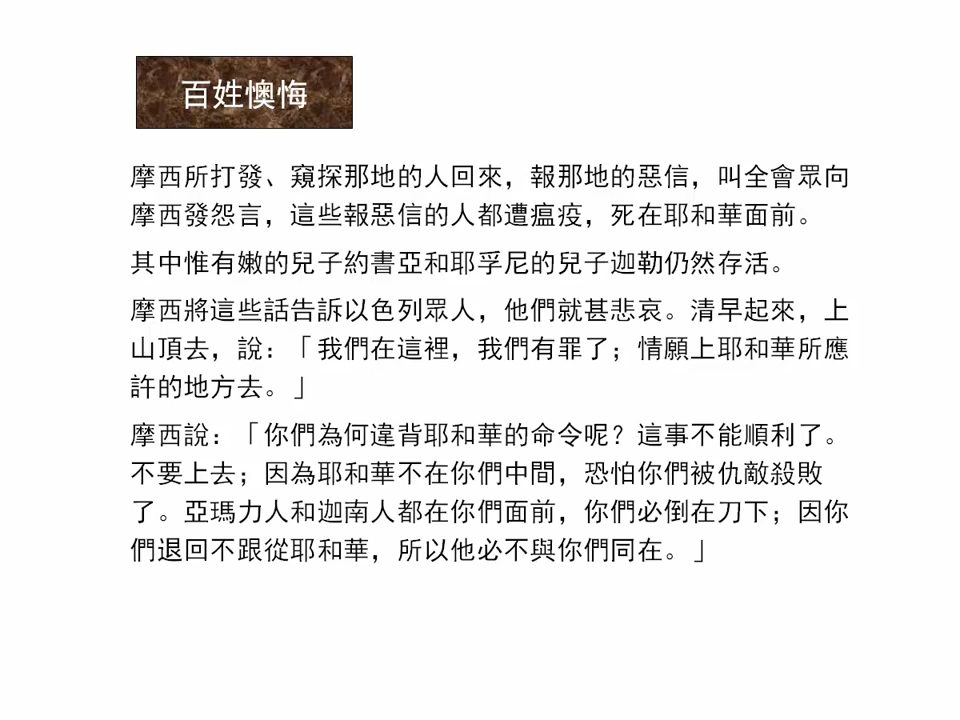 百姓懊悔
摩西所打發、窺探那地的人回來，報那地的惡信，叫全會眾向
摩西發怨言，這些報惡信的人都遭瘟疫，死在耶和華面前。
其中惟有嫩的兒子約書亞和耶孚尼的兒子迦勒仍然存活。
摩西將這些話告訴以色列眾人，他們就甚悲哀。清早起來，上
山頂去，說：「我們在這裡，我們有罪了；情願上耶和華所應
許的地方去。」
摩西說：「你們為何違背耶和華的命令呢？這事不能順利了。
不要上去；因為耶和華不在你們中間，恐怕你們被仇敵殺敗
了。亞瑪力人和迦南人都在你們面前，你們必倒在刀下；因你
們退回不跟從耶和華，所以他必不與你們同在。」